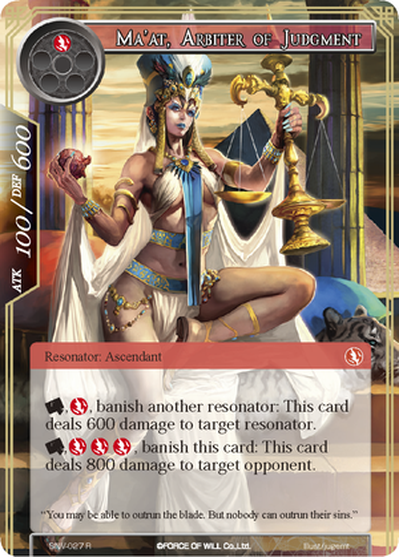 Ma'at, Arbiter of Judgment
ATK 100/DEF 600
Resonator: Ascendant
, , banish another resonator: This card
deals 600 damage to target resonator.
, , banish this card: This card
deals 800 damage to target opponent.
"You may be able to outrun the blade. But nobody can outrun their sins."
SNV-027 R
©FORCE OF WILL Co.,Ltd.